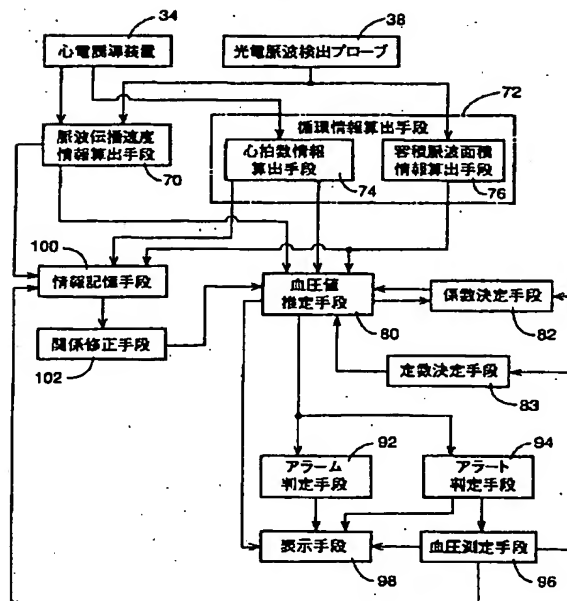 34
38
心電誘導装置
光電脈波検出プローブ
72
脈波伝播速度
情報算出手段
70
循環情報算出手段
心拍数情報
算出手段
74
容積脈波面積
情報算出手段
76
100
情報記憶手段
血圧値
推定手段
80
係数決定手段
82
関係修正手段
102
定数決定手段
83
92
アラーム
判定手段
94
アラート
判定手段
表示手段
98
血圧測定手段
96